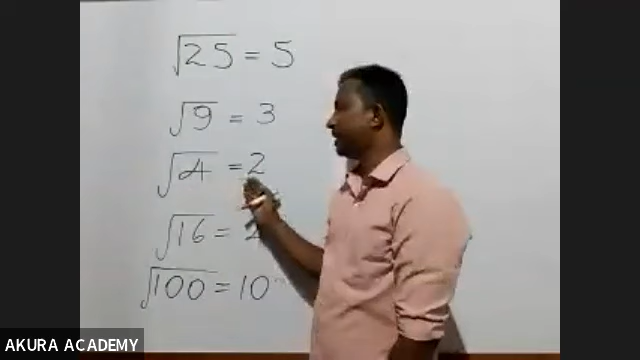 √25 = 5
√9 = 3
√4 = 2
√16 =
√100 = 10
AKURA ACADEMY